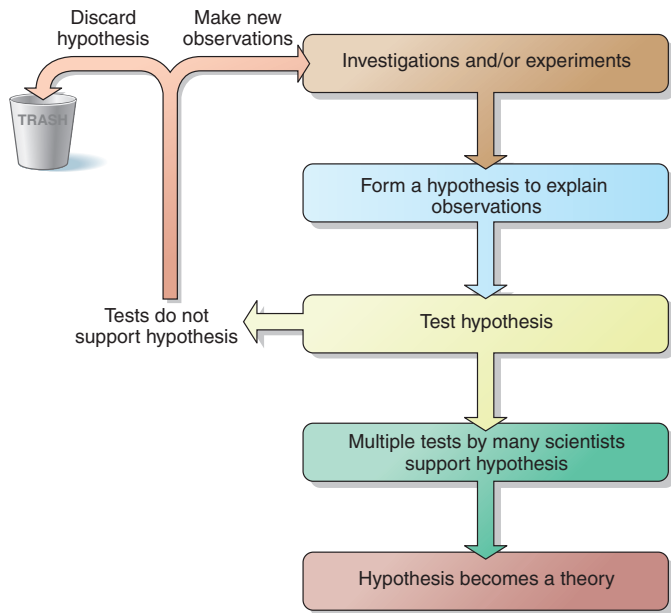 Discard
hypothesis
Make new
observations
TRASH
Investigations and/or experiments
Form a hypothesis to explain
observations
Tests do not
support hypothesis
Test hypothesis
Multiple tests by many scientists
support hypothesis
Hypothesis becomes a theory